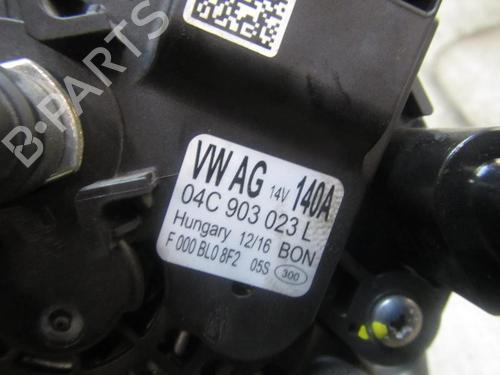 B-PARTS
VW AG 14V 140A
04C 903 023 L
Hungary 12/16 BON
F 000 BL0 8F2 05S 300